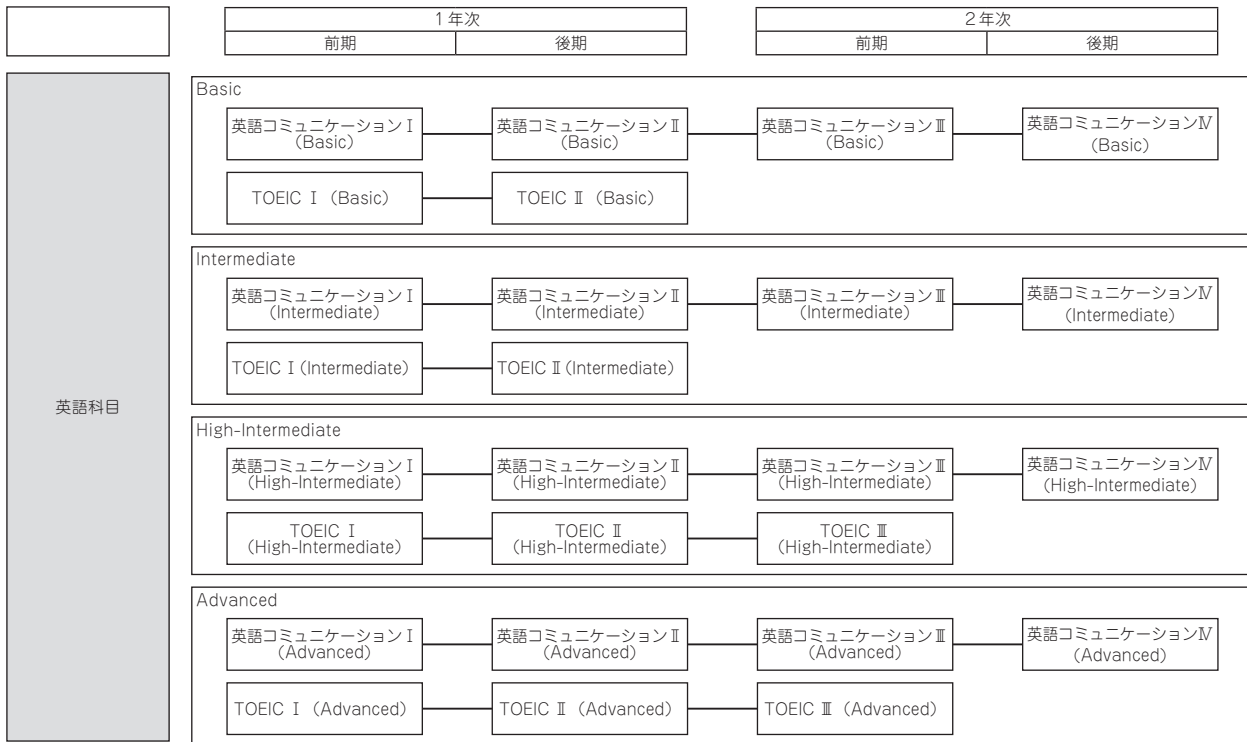 1年次
2年次
前期
後期
前期
後期
英語科目
Basic
英語コミュニケーションⅠ
(Basic)
英語コミュニケーションⅡ
(Basic)
英語コミュニケーションⅢ
(Basic)
英語コミュニケーションⅣ
(Basic)
TOEIC Ⅰ (Basic)
TOEIC Ⅱ (Basic)
Intermediate
英語コミュニケーションⅠ
(Intermediate)
英語コミュニケーションⅡ
(Intermediate)
英語コミュニケーションⅢ
(Intermediate)
英語コミュニケーションⅣ
(Intermediate)
TOEIC Ⅰ (Intermediate)
TOEIC Ⅱ (Intermediate)
High-Intermediate
英語コミュニケーションⅠ
(High-Intermediate)
英語コミュニケーションⅡ
(High-Intermediate)
英語コミュニケーションⅢ
(High-Intermediate)
英語コミュニケーションⅣ
(High-Intermediate)
TOEIC Ⅰ
(High-Intermediate)
TOEIC Ⅱ
(High-Intermediate)
TOEIC Ⅲ
(High-Intermediate)
Advanced
英語コミュニケーションⅠ
(Advanced)
英語コミュニケーションⅡ
(Advanced)
英語コミュニケーションⅢ
(Advanced)
英語コミュニケーションⅣ
(Advanced)
TOEIC Ⅰ (Advanced)
TOEIC Ⅱ (Advanced)
TOEIC Ⅲ (Advanced)